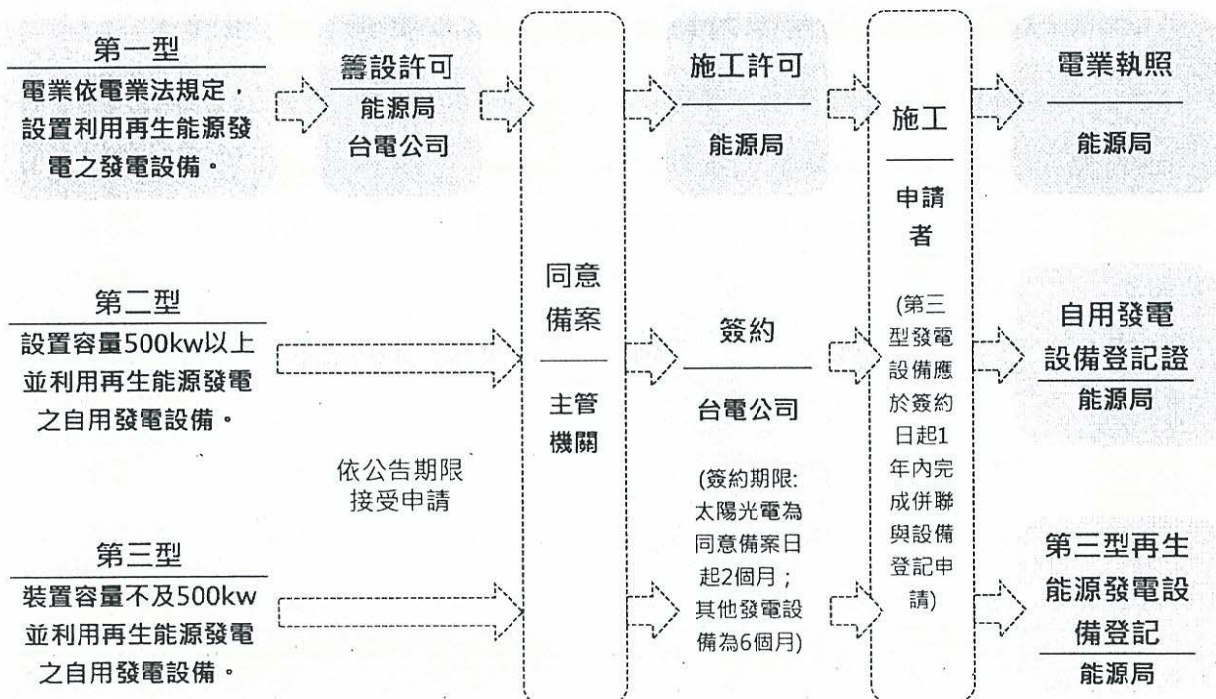 第一型
電業依電業法規定，
設置利用再生能源發
電之發電設備。
籌設許可
能源局
台電公司
同意
備案
主管
機關
施工許可
能源局
施工
申請
者
(第三
型發電
設備應
於簽約
日起1
年內完
成併聯
與設備
登記申
請)
電業執照
能源局
第二型
設置容量500kw以上
並利用再生能源發電
之自用發電設備。
簽約
台電公司
(簽約期限:
太陽光電為
同意備案日
起2個月；
其他發電設
備為6個月)
自用發電
設備登記證
能源局
依公告期限
接受申請
第三型
裝置容量不及500kw
並利用再生能源發電
之自用發電設備。
第三型再生
能源發電設
備登記
能源局